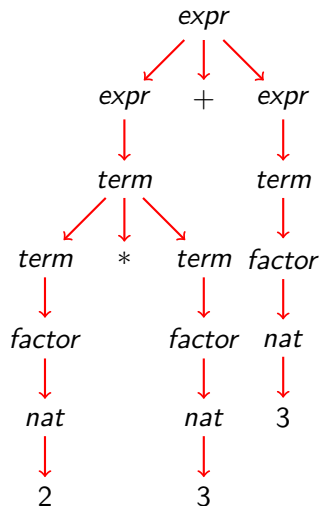 expr
expr + expr
term term
term * term factor
factor factor nat
nat nat 3
2 3